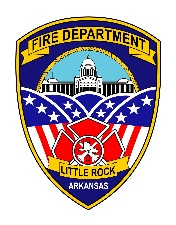 FIRE DEPARTMENT
LITTLE ROCK
ARKANSAS